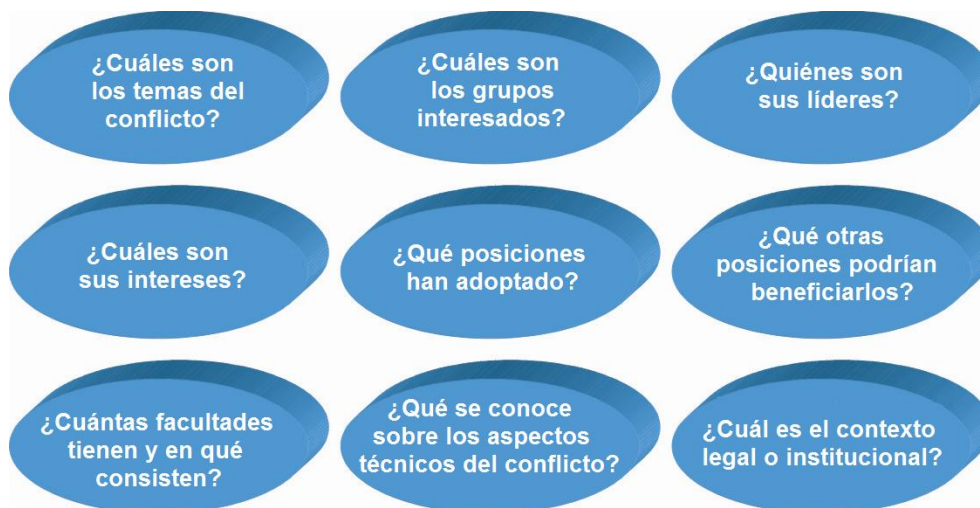 ¿Cuáles son
los temas del
conflicto?
¿Cuáles son
los grupos
interesados?
¿Quiénes son
sus líderes?
¿Cuáles son
sus intereses?
¿Qué posiciones
han adoptado?
¿Qué otras
posiciones podrían
beneficiarlos?
¿Cuántas facultades
tienen y en qué
consisten?
¿Qué se conoce
sobre los aspectos
técnicos del conflicto?
¿Cuál es el contexto
legal o institucional?